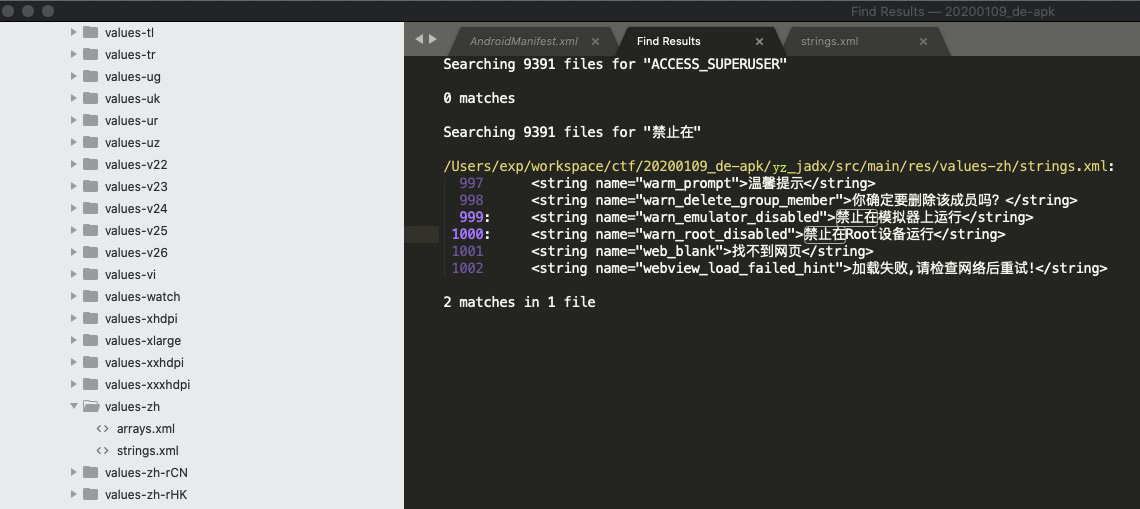 Find Results — 20200109_de-apk
values-tl
values-tr
values-ug
values-uk
values-ur
values-uz
values-v22
values-v23
values-v24
values-v25
values-v26
values-vi
values-watch
values-xhdpi
values-xlarge
values-xxhdpi
values-xxxhdpi
values-zh
arrays.xml
strings.xml
values-zh-rCN
values-zh-rHK
AndroidManifest.xml
Find Results
strings.xml
Searching 9391 files for "ACCESS_SUPERUSER"
0 matches
Searching 9391 files for "禁止在"
/Users/exp/workspace/ctf/20200109_de-apk/yz_jadx/src/main/res/values-zh/strings.xml:
997 <string name="warm_prompt">温馨提示</string>
998 <string name="warn_delete_group_member">你确定要删除该成员吗？</string>
999: <string name="warn_emulator_disabled">禁止在模拟器上运行</string>
1000: <string name="warn_root_disabled">禁止在Root设备运行</string>
1001 <string name="web_blank">找不到网页</string>
1002 <string name="webview_load_failed_hint">加载失败,请检查网络后重试!</string>
2 matches in 1 file